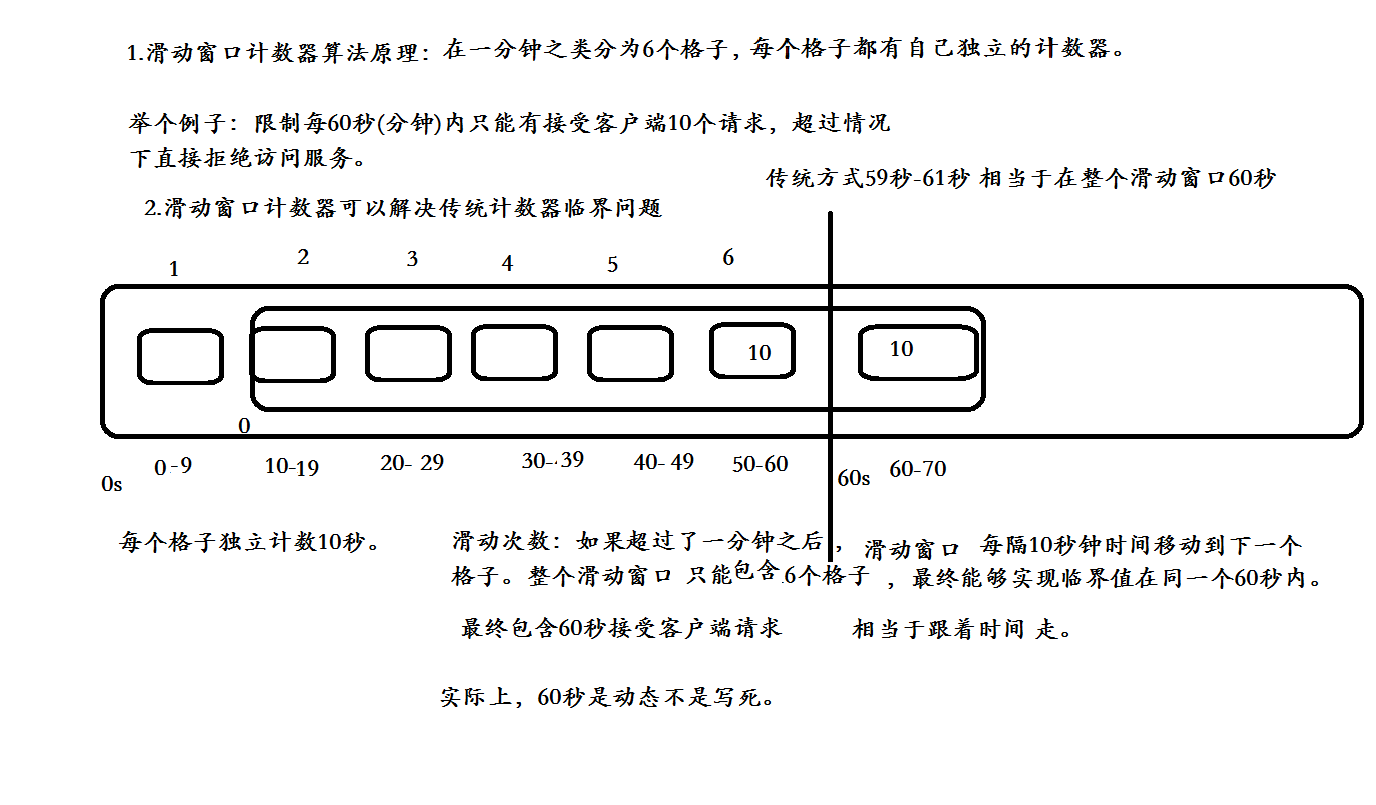 1.滑动窗口计数器算法原理：在一分钟之类分为6个格子，每个格子都有自己独立的计数器。
举个例子：限制每60秒(分钟)内只能有接受客户端10个请求，超过情况
下直接拒绝访问服务。
传统方式59秒-61秒 相当于在整个滑动窗口60秒
2.滑动窗口计数器可以解决传统计数器临界问题
1 2 3 4 5 6
10 10
0
0s 0-9 10-19 20- 29 30-39 40- 49 50-60 60s 60-70
每个格子独立计数10秒。
滑动次数：如果超过了一分钟之后 ，滑动窗口 每隔10秒钟时间移动到下一个
格子。整个滑动窗口 只能包含6个格子 ，最终能够实现临界值在同一个60秒内。
最终包含60秒接受客户端请求 相当于跟着时间 走。
实际上，60秒是动态不是写死。